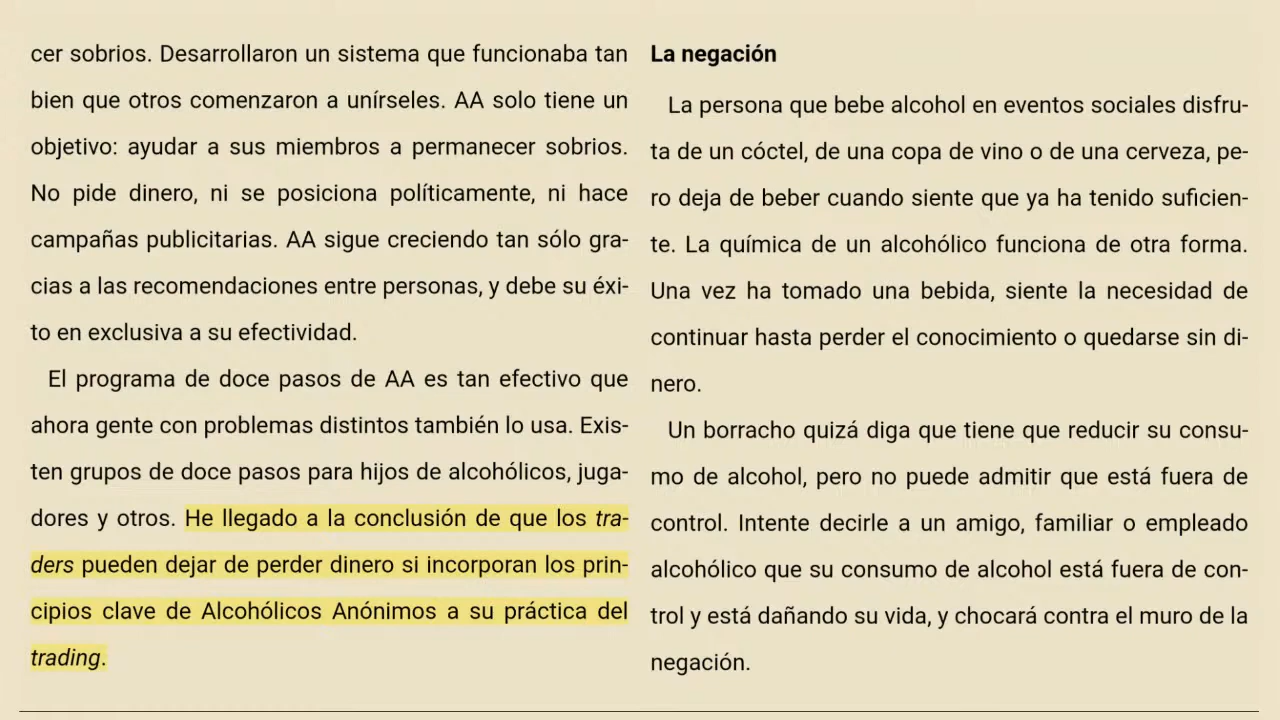 cer sobrios. Desarrollaron un sistema que funcionaba tan
bien que otros comenzaron a unírseles. AA solo tiene un
objetivo: ayudar a sus miembros a permanecer sobrios.
No pide dinero, ni se posiciona políticamente, ni hace
campañas publicitarias. AA sigue creciendo tan sólo gra-
cias a las recomendaciones entre personas, y debe su éxi-
to en exclusiva a su efectividad.
El programa de doce pasos de AA es tan efectivo que
ahora gente con problemas distintos también lo usa. Exis-
ten grupos de doce pasos para hijos de alcohólicos, juga-
dores y otros. He llegado a la conclusión de que los tra-
ders pueden dejar de perder dinero si incorporan los prin-
cipios clave de Alcohólicos Anónimos a su práctica del
trading.
La negación
La persona que bebe alcohol en eventos sociales disfru-
ta de un cóctel, de una copa de vino o de una cerveza, pe-
ro deja de beber cuando siente que ya ha tenido suficien-
te. La química de un alcohólico funciona de otra forma.
Una vez ha tomado una bebida, siente la necesidad de
continuar hasta perder el conocimiento o quedarse sin di-
nero.
Un borracho quizá diga que tiene que reducir su consu-
mo de alcohol, pero no puede admitir que está fuera de
control. Intente decirle a un amigo, familiar o empleado
alcohólico que su consumo de alcohol está fuera de con-
trol y está dañando su vida, y chocará contra el muro de la
negación.